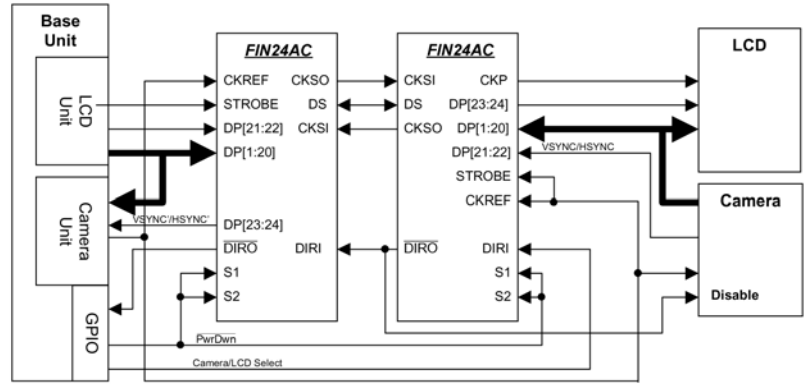 Base
Unit
LCD
Unit
Camera
Unit
GPIO
FIN24AC
CKREF
CKSO
STROBE
DS
DP[21:22]
CKSI
DP[1:20]
DP[23:24]
VSYNC'/HSYNC'
DIRO
DIRI
S1
S2
PwrDwn
Camera/LCD Select
FIN24AC
CKSI
CKP
DS
DP[23:24]
CKSO
DP[1:20]
DP[21:22]
VSYNC/HSYNC
STROBE
CKREF
DIRO
DIRI
S1
S2
LCD
Camera
Disable